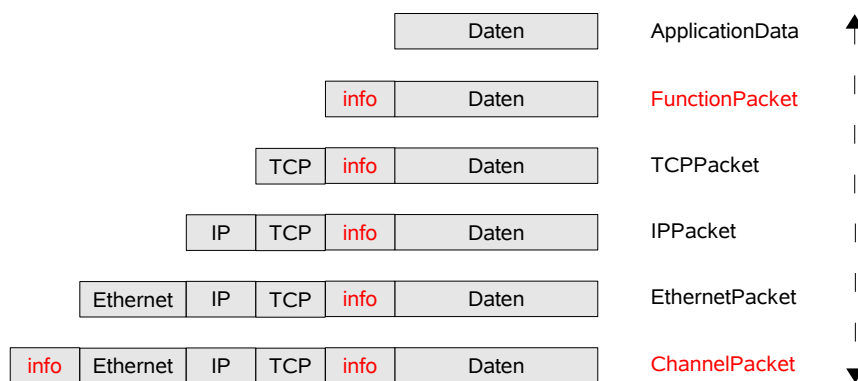 Daten ApplicationData
info Daten FunctionPacket
TCP info Daten TCPPacket
IP TCP info Daten IPPacket
Ethernet IP TCP info Daten EthernetPacket
info Ethernet IP TCP info Daten ChannelPacket